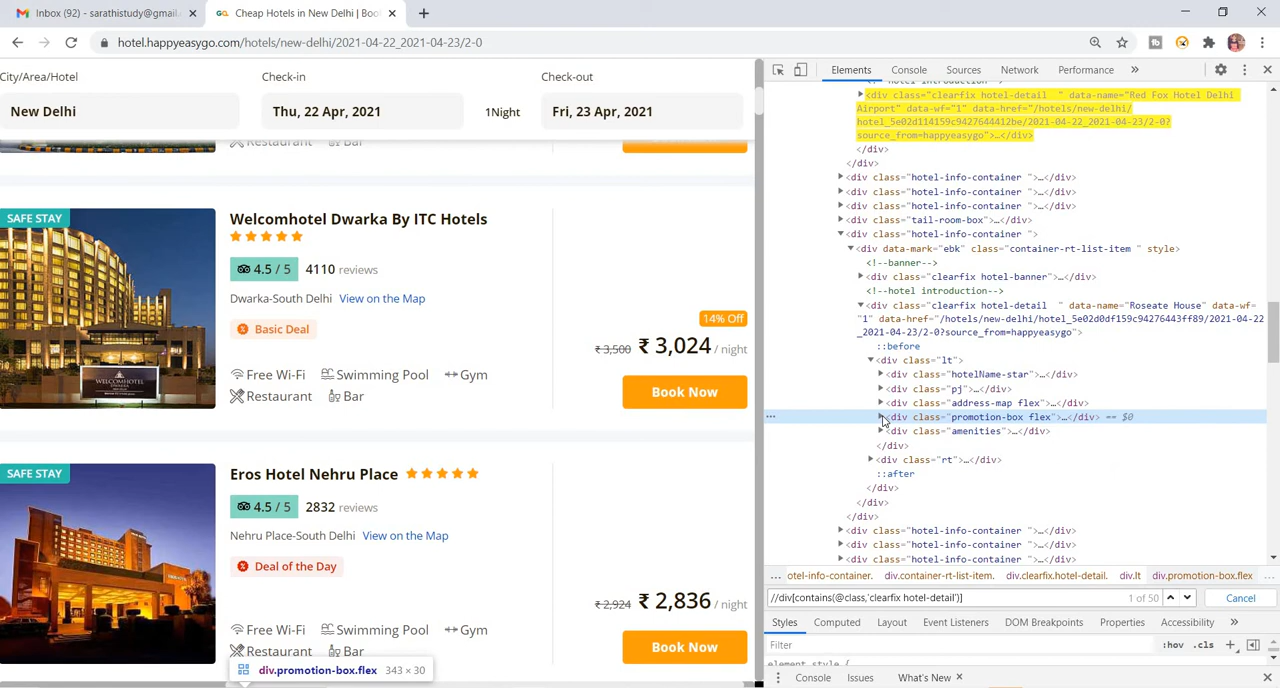 Inbox (92) - sarathistudy@gmail.
Cheap Hotels in New Delhi | Boo
hotel.happyeasygo.com/hotels/new-delhi/2021-04-22_2021-04-23/2-0
City/Area/Hotel
Check-in
Check-out
New Delhi
Thu, 22 Apr, 2021
1Night
Fri, 23 Apr, 2021
Restaurant
Bar
SAFE STAY
Welcomhotel Dwarka By ITC Hotels
4.5 / 5
4110 reviews
Dwarka-South Delhi
View on the Map
Basic Deal
14% Off
₹ 3,500 ₹ 3,024 / night
Free Wi-Fi
Swimming Pool
Gym
Restaurant
Bar
Book Now
WELCOMHOTEL
SAFE STAY
Eros Hotel Nehru Place
4.5 / 5
2832 reviews
Nehru Place-South Delhi
View on the Map
Deal of the Day
₹ 2,924 ₹ 2,836 / night
Free Wi-Fi
Swimming Pool
Gym
Restaurant
Bar
Book Now
div.promotion-box.flex 343 × 30
Elements
Console
Sources
Network
Performance
»
<div class="clearfix hotel-detail " data-name="Red Fox Hotel Delhi
Airport" data-wf="1" data-href="/hotels/new-delhi/
hotel_5e02d114159c9427644412be/2021-04-22_2021-04-23/2-0?
source_from=happyeasygo">…</div>
</div>
</div>
<div class="hotel-info-container ">…</div>
<div class="hotel-info-container ">…</div>
<div class="hotel-info-container ">…</div>
<div class="tail-room-box">…</div>
<div class="hotel-info-container ">
<div data-mark="ebk" class="container-rt-list-item " style>
<!--banner-->
<div class="clearfix hotel-banner">…</div>
<!--hotel introduction-->
<div class="clearfix hotel-detail " data-name="Roseate House" data-wf=
"1" data-href="/hotels/new-delhi/hotel_5e02d0df159c94276443ff89/2021-04-22
_2021-04-23/2-0?source_from=happyeasygo">
::before
<div class="lt">
<div class="hotelName-star">…</div>
<div class="pj">…</div>
<div class="address-map flex">…</div>
<div class="promotion-box flex">…</div> == $0
<div class="amenities">…</div>
</div>
<div class="rt">…</div>
::after
</div>
</div>
</div>
<div class="hotel-info-container ">…</div>
<div class="hotel-info-container ">…</div>
<div class="hotel-info-container ">…</div>
… otel-info-container. div.container-rt-list-item. div.clearfix.hotel-detail. div.lt div.promotion-box.flex …
//div[contains(@class,'clearfix hotel-detail')]
1 of 50
Cancel
Styles
Computed
Layout
Event Listeners
DOM Breakpoints
Properties
Accessibility
»
Filter
:hov .cls +
element.style {
Console
Issues
What's New ×